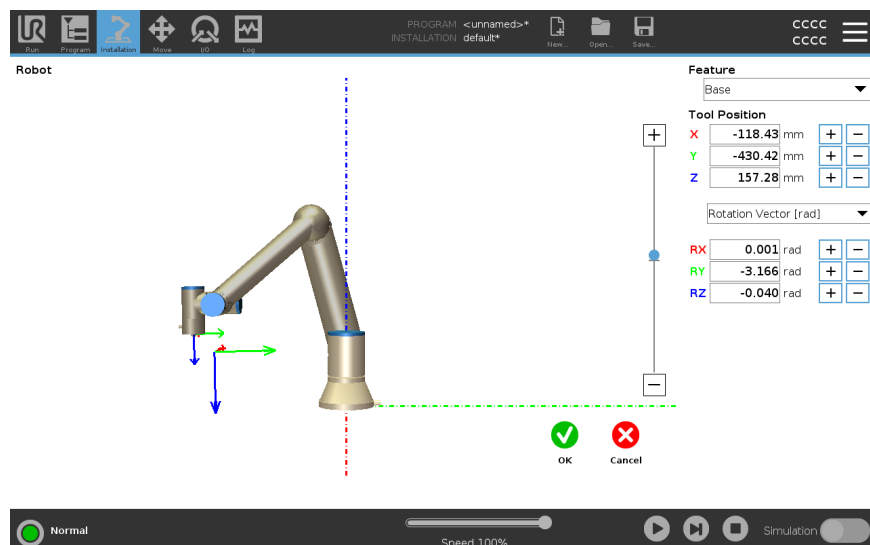 PROGRAM <unnamed>*
INSTALLATION default*
Run
Program
Installation
Move
I/O
Log
New...
Open...
Save...
CCCC
CCCC
Robot
Feature
Base
Tool Position
X -118.43 mm + −
Y -430.42 mm + −
Z 157.28 mm + −
Rotation Vector [rad]
RX 0.001 rad + −
RY -3.166 rad + −
RZ -0.040 rad + −
+
−
OK
Cancel
Normal
Speed 100%
Simulation